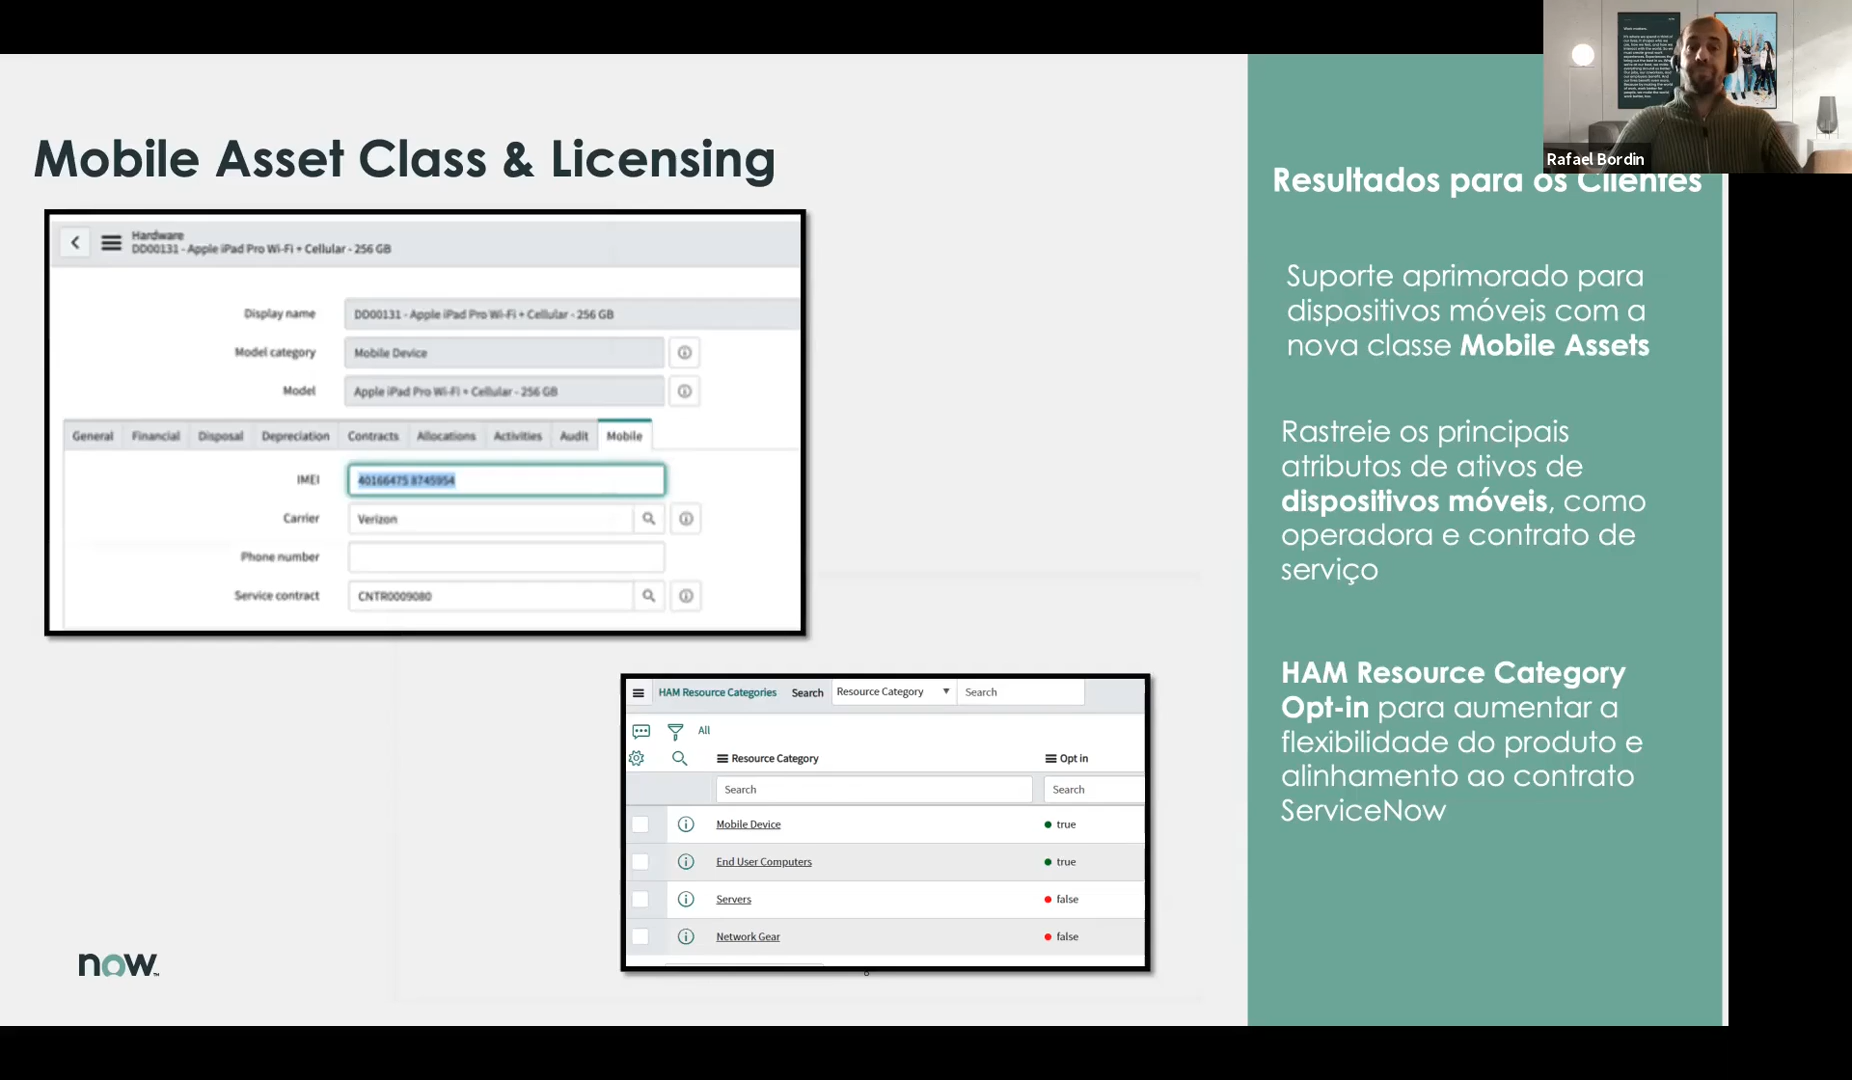 Mobile Asset Class & Licensing
Hardware
DD00131 - Apple iPad Pro Wi-Fi + Cellular - 256 GB
Display name
DD00131 - Apple iPad Pro Wi-Fi + Cellular - 256 GB
Model category
Mobile Device
Model
Apple iPad Pro Wi-Fi + Cellular - 256 GB
General Financial Disposal Depreciation Contracts Allocations Activities Audit Mobile
IMEI
40166475 8745954
Carrier
Verizon
Phone number
Service contract
CNTR0009080
HAM Resource Categories Search Resource Category Search
All
Resource Category Opt in
Search Search
Mobile Device true
End User Computers true
Servers false
Network Gear false
now
Rafael Bordin
Resultados para os Clientes
Suporte aprimorado para
dispositivos móveis com a
nova classe Mobile Assets
Rastreie os principais
atributos de ativos de
dispositivos móveis, como
operadora e contrato de
serviço
HAM Resource Category
Opt-in para aumentar a
flexibilidade do produto e
alinhamento ao contrato
ServiceNow